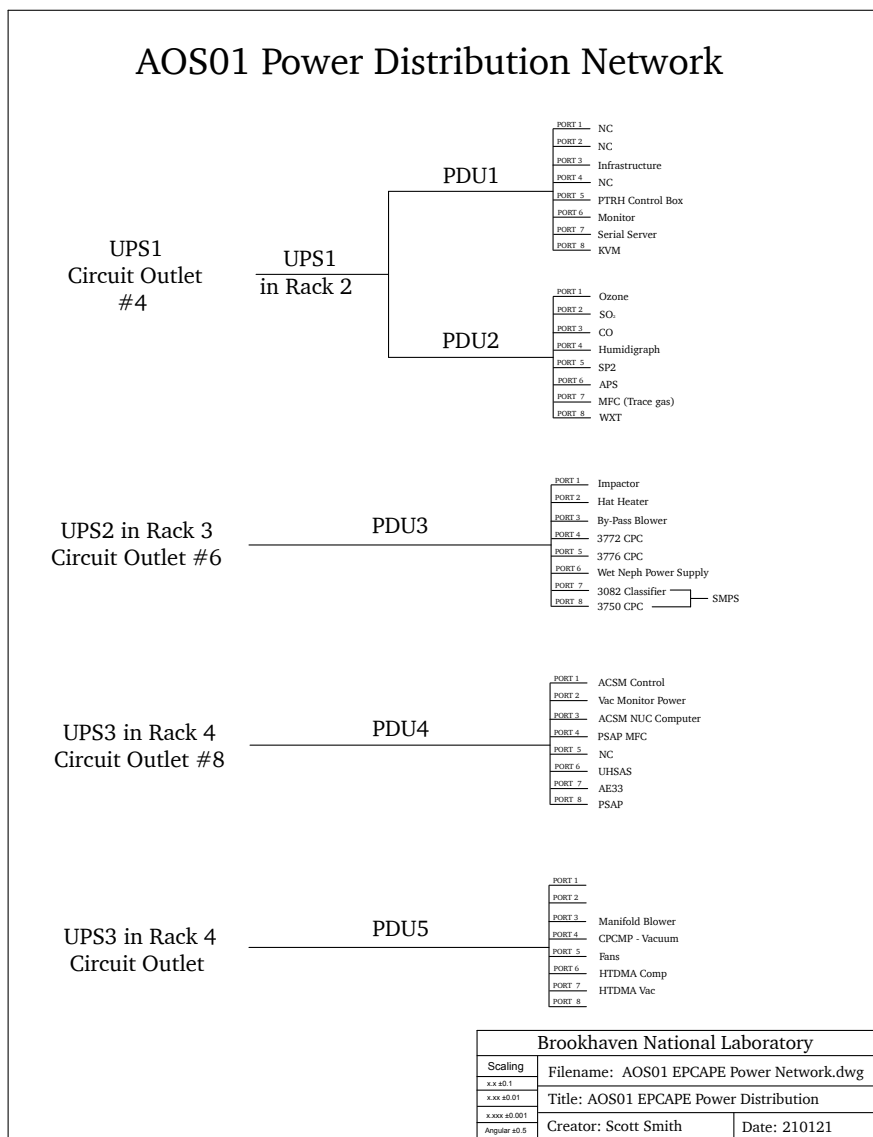 AOS01 Power Distribution Network
UPS1
Circuit Outlet
#4
UPS1
in Rack 2
PDU1
PORT 1 NC
PORT 2 NC
PORT 3 Infrastructure
PORT 4 NC
PORT 5 PTRH Control Box
PORT 6 Monitor
PORT 7 Serial Server
PORT 8 KVM
PDU2
PORT 1 Ozone
PORT 2 SO₂
PORT 3 CO
PORT 4 Humidigraph
PORT 5 SP2
PORT 6 APS
PORT 7 MFC (Trace gas)
PORT 8 WXT
UPS2 in Rack 3
Circuit Outlet #6
PDU3
PORT 1 Impactor
PORT 2 Hat Heater
PORT 3 By-Pass Blower
PORT 4 3772 CPC
PORT 5 3776 CPC
PORT 6 Wet Neph Power Supply
PORT 7 3082 Classifier
PORT 8 3750 CPC
SMPS
UPS3 in Rack 4
Circuit Outlet #8
PDU4
PORT 1 ACSM Control
PORT 2 Vac Monitor Power
PORT 3 ACSM NUC Computer
PORT 4 PSAP MFC
PORT 5 NC
PORT 6 UHSAS
PORT 7 AE33
PORT 8 PSAP
UPS3 in Rack 4
Circuit Outlet
PDU5
PORT 1
PORT 2
PORT 3 Manifold Blower
PORT 4 CPCMP - Vacuum
PORT 5 Fans
PORT 6 HTDMA Comp
PORT 7 HTDMA Vac
PORT 8
Brookhaven National Laboratory
Scaling
x.x ±0.1
x.xx ±0.01
x.xxx ±0.001
Angular ±0.5
Filename: AOS01 EPCAPE Power Network.dwg
Title: AOS01 EPCAPE Power Distribution
Creator: Scott Smith
Date: 210121